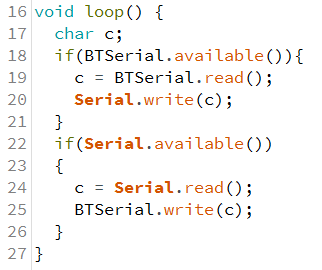 16 void loop() {
17   char c;
18   if(BTSerial.available()){
19     c = BTSerial.read();
20     Serial.write(c);
21   }
22   if(Serial.available())
23   {
24     c = Serial.read();
25     BTSerial.write(c);
26   }
27 }